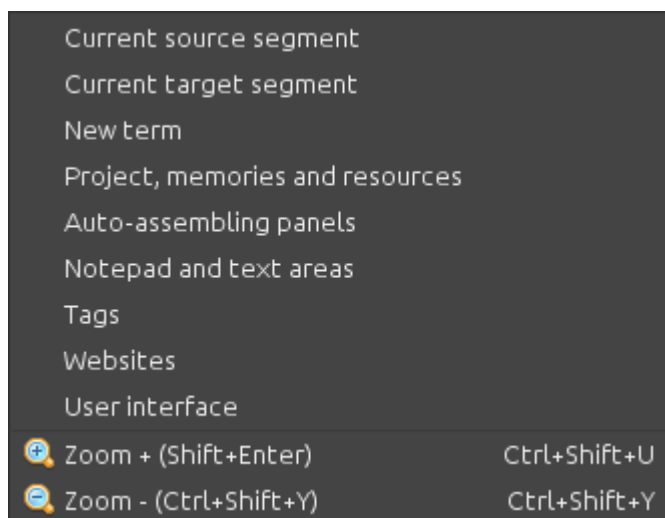 Current source segment
Current target segment
New term
Project, memories and resources
Auto-assembling panels
Notepad and text areas
Tags
Websites
User interface
Zoom + (Shift+Enter) Ctrl+Shift+U
Zoom - (Ctrl+Shift+Y) Ctrl+Shift+Y